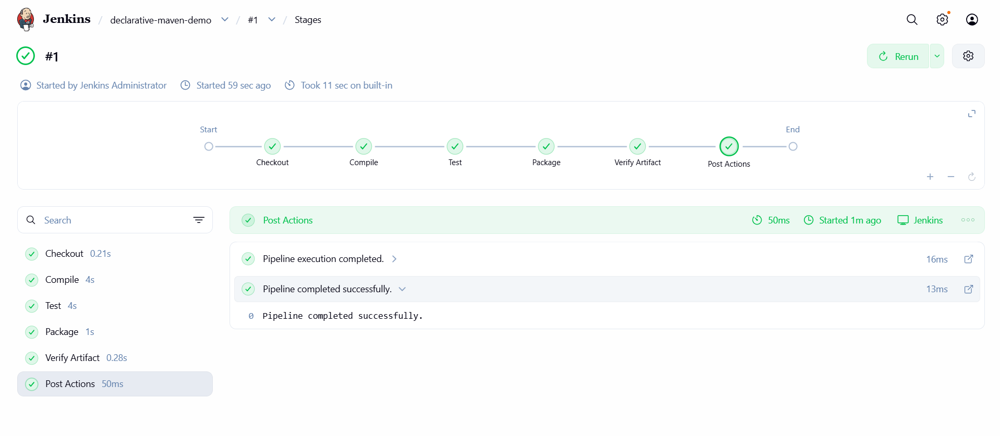 Jenkins / declarative-maven-demo / #1 / Stages
#1
Rerun
Started by Jenkins Administrator Started 59 sec ago Took 11 sec on built-in
Start End
Checkout Compile Test Package Verify Artifact Post Actions
Search
Checkout 0.21s
Compile 4s
Test 4s
Package 1s
Verify Artifact 0.28s
Post Actions 50ms
Post Actions 50ms Started 1m ago Jenkins
Pipeline execution completed. 16ms
Pipeline completed successfully. 13ms
0 Pipeline completed successfully.